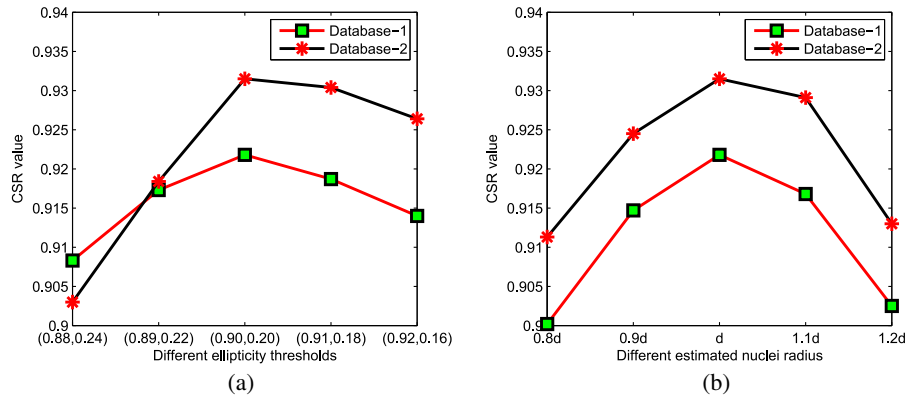 0.94
0.935
0.93
0.925
0.92
0.915
0.91
0.905
0.9
CSR value
Database-1
Database-2
(0.88,0.24) (0.89,0.22) (0.90,0.20) (0.91,0.18) (0.92,0.16)
Different ellipticity thresholds
(a)
0.94
0.935
0.93
0.925
0.92
0.915
0.91
0.905
0.9
CSR value
Database-1
Database-2
0.8d 0.9d d 1.1d 1.2d
Different estimated nuclei radius
(b)